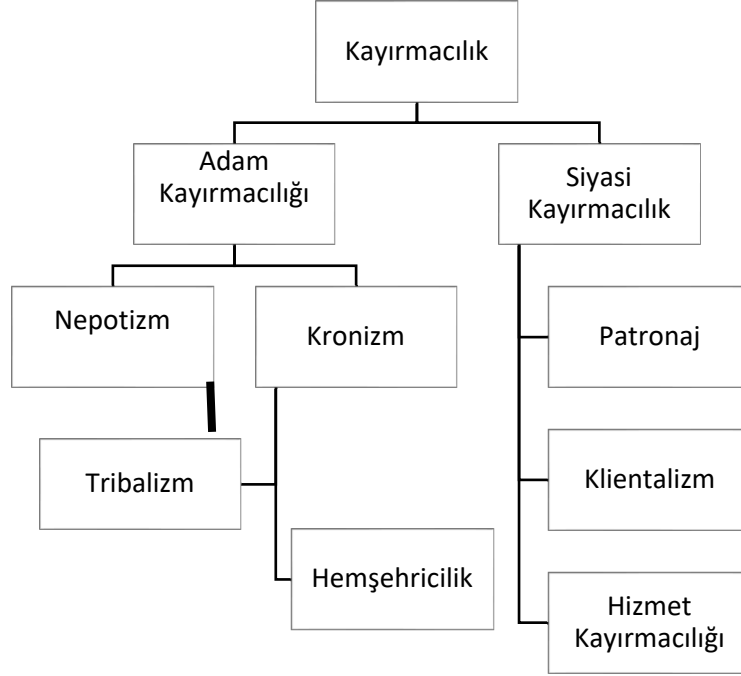 Kayırmacılık
Adam
Kayırmacılığı
Siyasi
Kayırmacılık
Nepotizm
Kronizm
Patronaj
Tribalizm
Klientalizm
Hemşehricilik
Hizmet
Kayırmacılığı